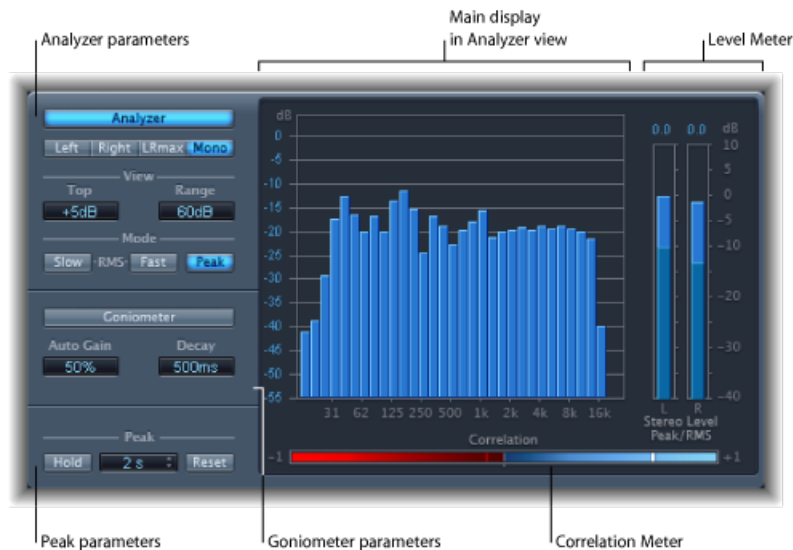 Main display
in Analyzer view
Analyzer parameters
Level Meter
Analyzer
Left Right LRmax Mono
View
Top Range
+5dB 60dB
Mode
Slow -RMS- Fast Peak
Goniometer
Auto Gain Decay
50% 500ms
Peak
Hold 2 s Reset
dB
0
-5
-10
-15
-20
-25
-30
-35
-40
-45
-50
-55
31 62 125 250 500 1k 2k 4k 8k 16k
0.0 0.0 dB
10
5
0
-5
-10
-20
-30
-40
L R
Stereo Level
Peak/RMS
Correlation
-1 +1
Peak parameters
Goniometer parameters
Correlation Meter